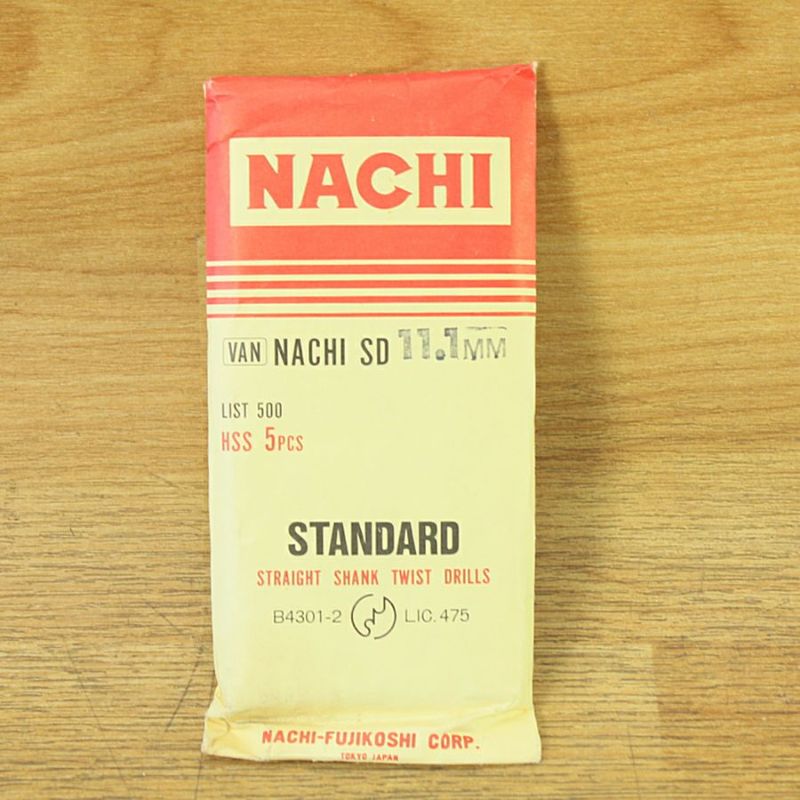 NACHI
VAN NACHI SD 11.1MM
LIST 500
HSS 5PCS
STANDARD
STRAIGHT SHANK TWIST DRILLS
B4301-2 LIC. 475
NACHI-FUJIKOSHI CORP.
TOKYO JAPAN